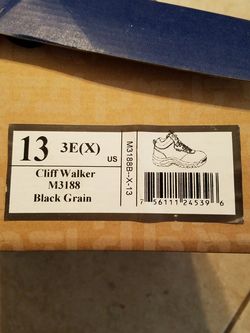 13 3E(X) US
Cliff Walker
M3188
Black Grain
M3188B--X-13
7 56111 24539 6